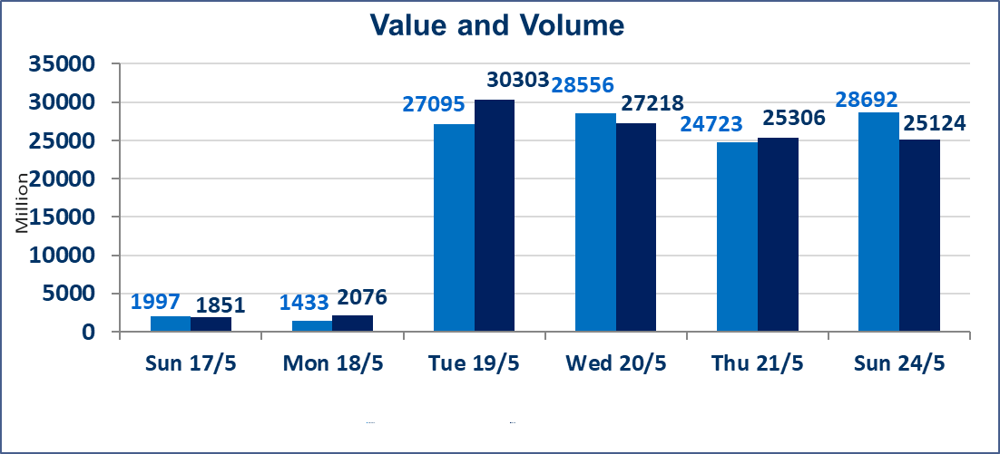 Value and Volume
35000
30000
25000
20000
15000
10000
5000
0
Million
1997
1851
1433
2076
27095
30303
28556
27218
24723
25306
28692
25124
Sun 17/5
Mon 18/5
Tue 19/5
Wed 20/5
Thu 21/5
Sun 24/5